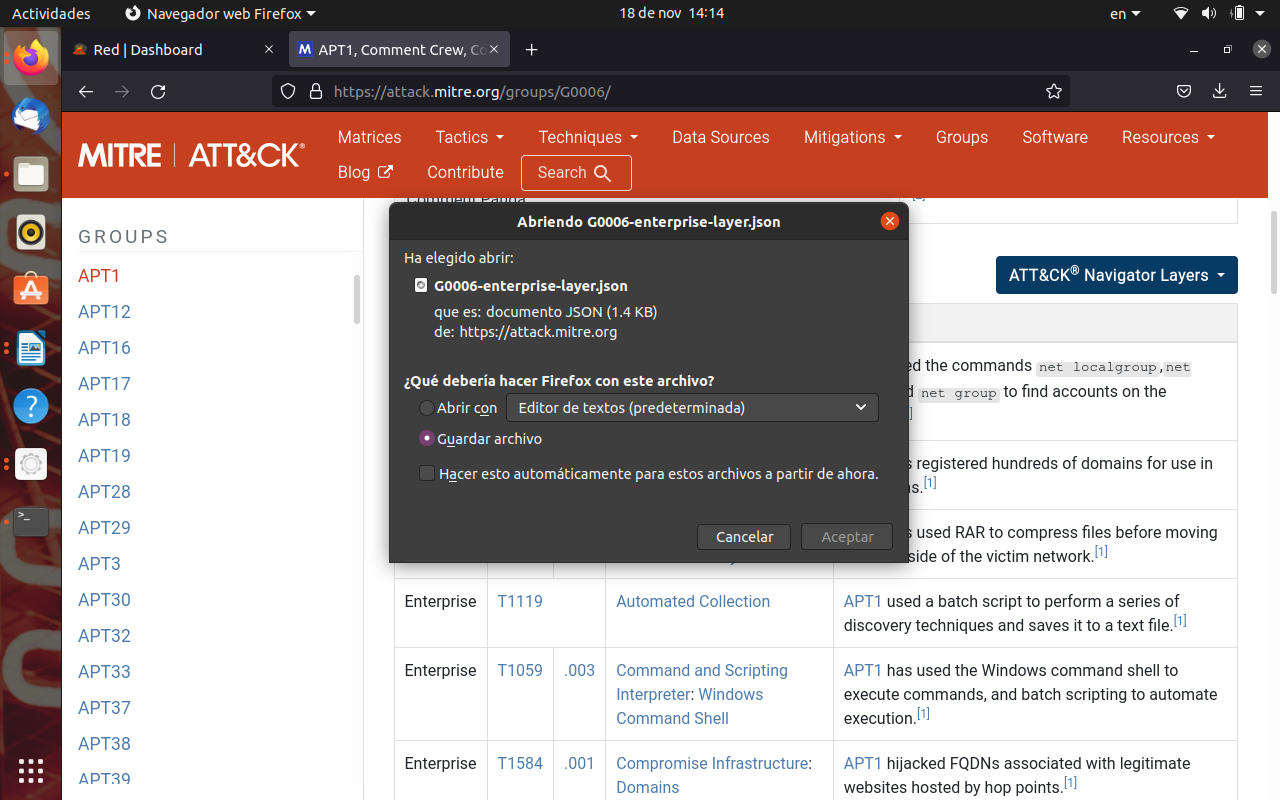 Actividades
Navegador web Firefox
18 de nov 14:14
en
Red | Dashboard
APT1, Comment Crew, Co
https://attack.mitre.org/groups/G0006/
MITRE | ATT&CK®
Matrices
Tactics
Techniques
Data Sources
Mitigations
Groups
Software
Resources
Blog
Contribute
Search
Comment Panda
GROUPS
APT1
APT12
APT16
APT17
APT18
APT19
APT28
APT29
APT3
APT30
APT32
APT33
APT37
APT38
APT39
Abriendo G0006-enterprise-layer.json
Ha elegido abrir:
G0006-enterprise-layer.json
que es: documento JSON (1.4 KB)
de: https://attack.mitre.org
¿Qué debería hacer Firefox con este archivo?
Abrir con
Editor de textos (predeterminada)
Guardar archivo
Hacer esto automáticamente para estos archivos a partir de ahora.
Cancelar
Aceptar
ATT&CK® Navigator Layers
the commands net localgroup,net
net group to find accounts on the
registered hundreds of domains for use in
[1]
used RAR to compress files before moving
of the victim network.[1]
Enterprise T1119 Automated Collection APT1 used a batch script to perform a series of
discovery techniques and saves it to a text file.[1]
Enterprise T1059 .003 Command and Scripting APT1 has used the Windows command shell to
Interpreter: Windows execute commands, and batch scripting to automate
Command Shell execution.[1]
Enterprise T1584 .001 Compromise Infrastructure: APT1 hijacked FQDNs associated with legitimate
Domains websites hosted by hop points.[1]